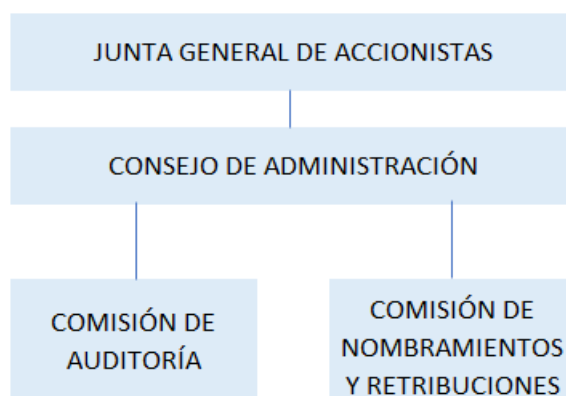 JUNTA GENERAL DE ACCIONISTAS
CONSEJO DE ADMINISTRACIÓN
COMISIÓN DE
AUDITORÍA
COMISIÓN DE
NOMBRAMIENTOS
Y RETRIBUCIONES